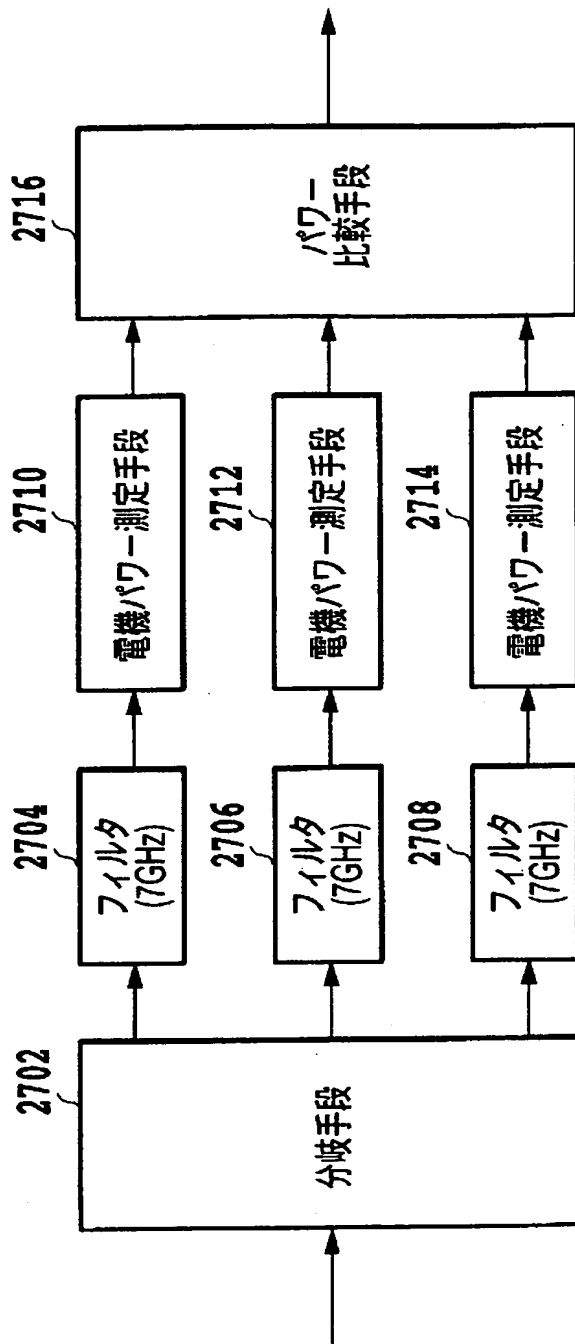 2702
分岐手段
2704
フィルタ
(7GHz)
2706
フィルタ
(7GHz)
2708
フィルタ
(7GHz)
2710
電機パワー測定手段
2712
電機パワー測定手段
2714
電機パワー測定手段
2716
パワー
比較手段